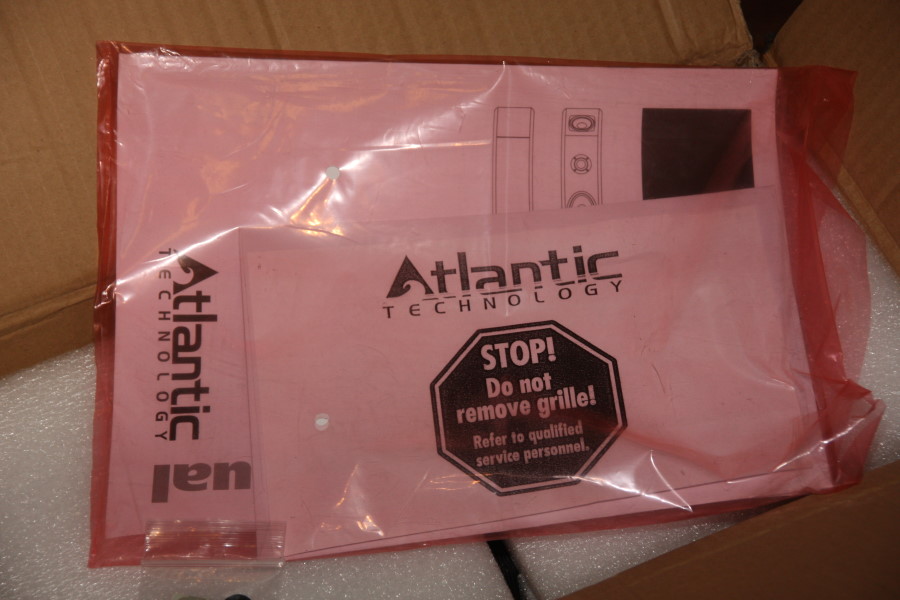 Atlantic
TECHNOLOGY
STOP!
Do not
remove grille!
Refer to qualified
service personnel.
Atlantic
TECHNOLOGY
ual